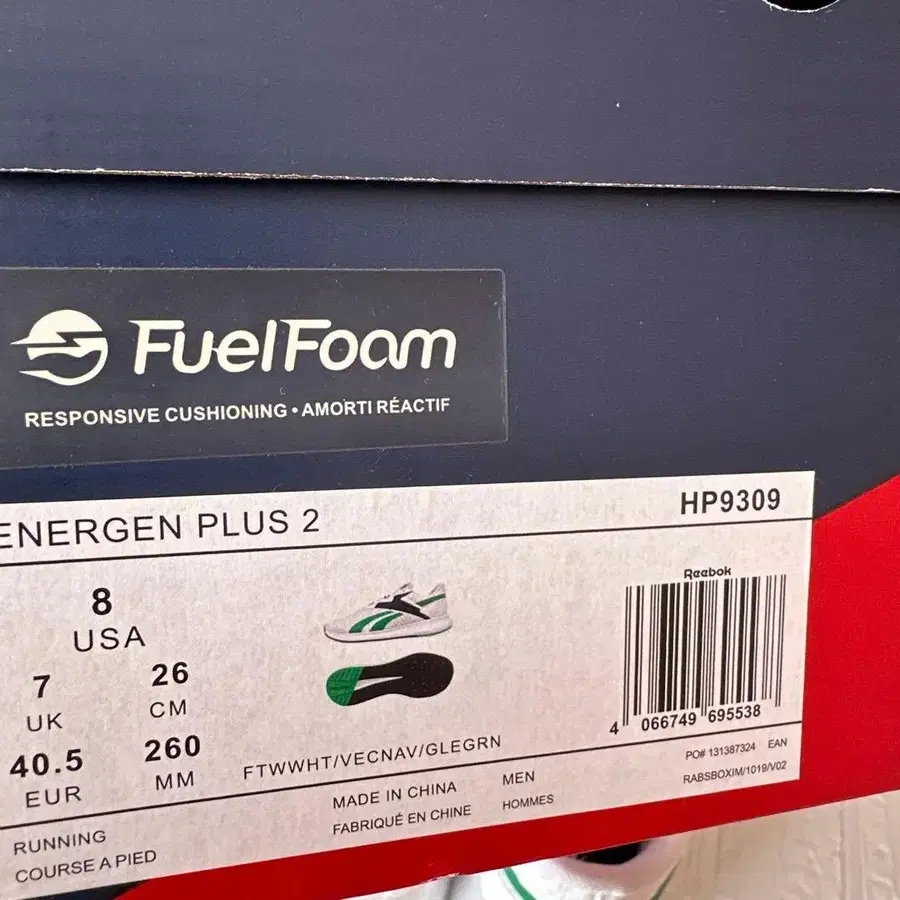 FuelFoam
RESPONSIVE CUSHIONING • AMORTI RÉACTIF
ENERGEN PLUS 2
HP9309
8
USA
7
UK
26
CM
40.5
EUR
260
MM
Reebok
4 066749 695538
FTWWHT/VECNAV/GLEGRN
PO# 131387324 EAN
RABSBOXIM/1019/V02
MADE IN CHINA
FABRIQUÉ EN CHINE
MEN
HOMMES
RUNNING
COURSE A PIED